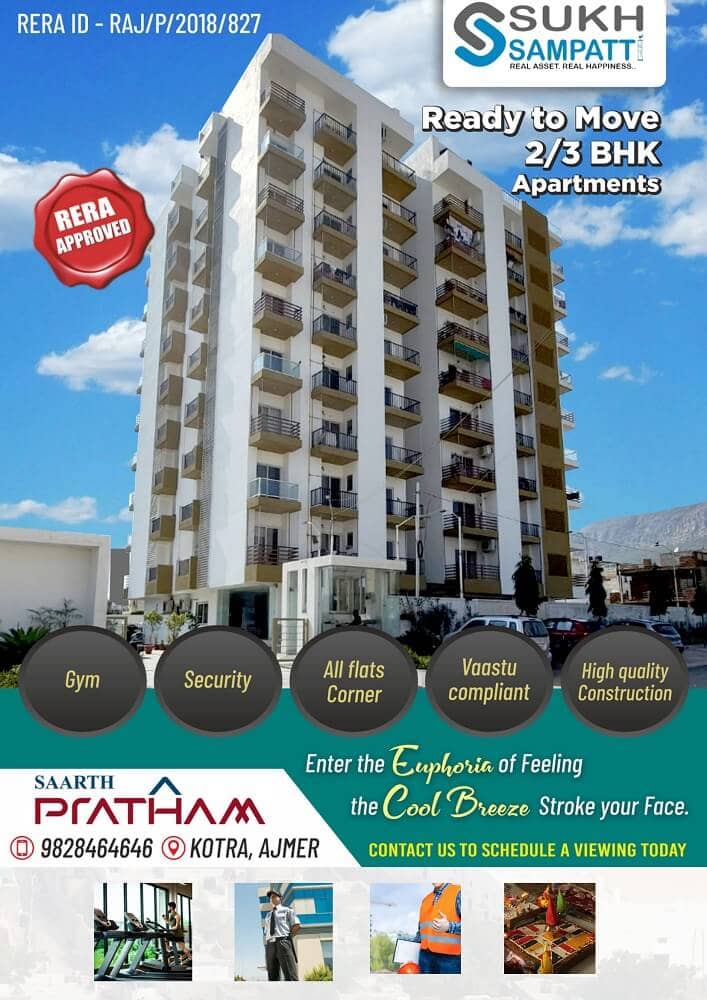 RERA ID - RAJ/P/2018/827
SUKH
SAMPATTI
REAL ASSET. REAL HAPPINESS..
Ready to Move
2/3 BHK
Apartments
RERA
APPROVED
Gym
Security
All flats
Corner
Vaastu
compliant
High quality
Construction
Enter the Euphoria of Feeling
the Cool Breeze Stroke your Face.
SAARTH
PRATHAM
9828464646 KOTRA, AJMER
CONTACT US TO SCHEDULE A VIEWING TODAY